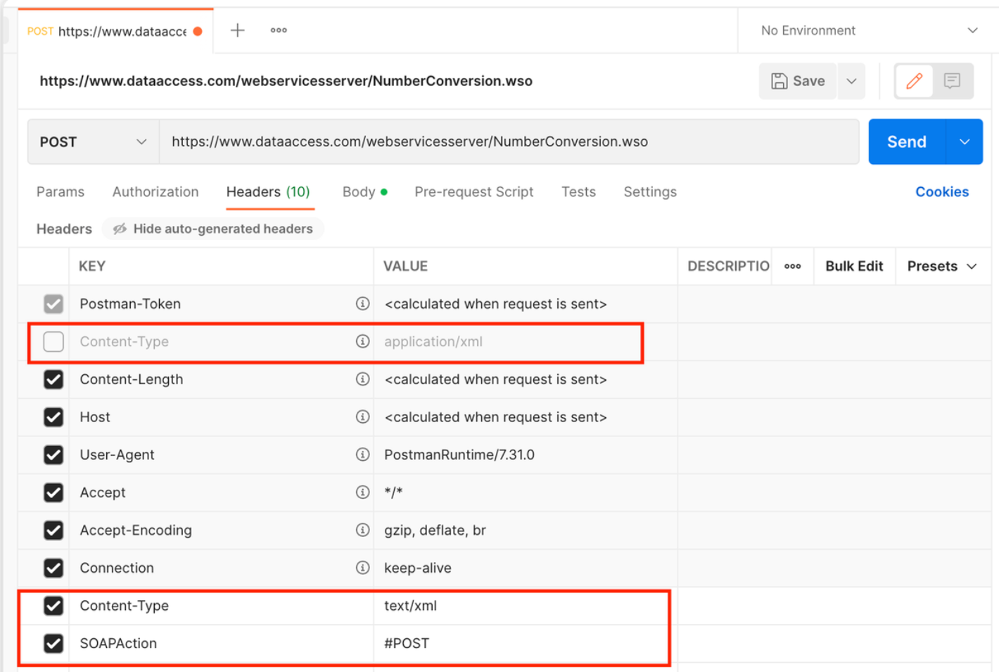 POST https://www.dataacce
No Environment
https://www.dataaccess.com/webservicesserver/NumberConversion.wso
Save
POST https://www.dataaccess.com/webservicesserver/NumberConversion.wso Send
Params Authorization Headers (10) Body Pre-request Script Tests Settings Cookies
Headers Hide auto-generated headers
KEY VALUE DESCRIPTIO Bulk Edit Presets
Postman-Token <calculated when request is sent>
Content-Type application/xml
Content-Length <calculated when request is sent>
Host <calculated when request is sent>
User-Agent PostmanRuntime/7.31.0
Accept */*
Accept-Encoding gzip, deflate, br
Connection keep-alive
Content-Type text/xml
SOAPAction #POST